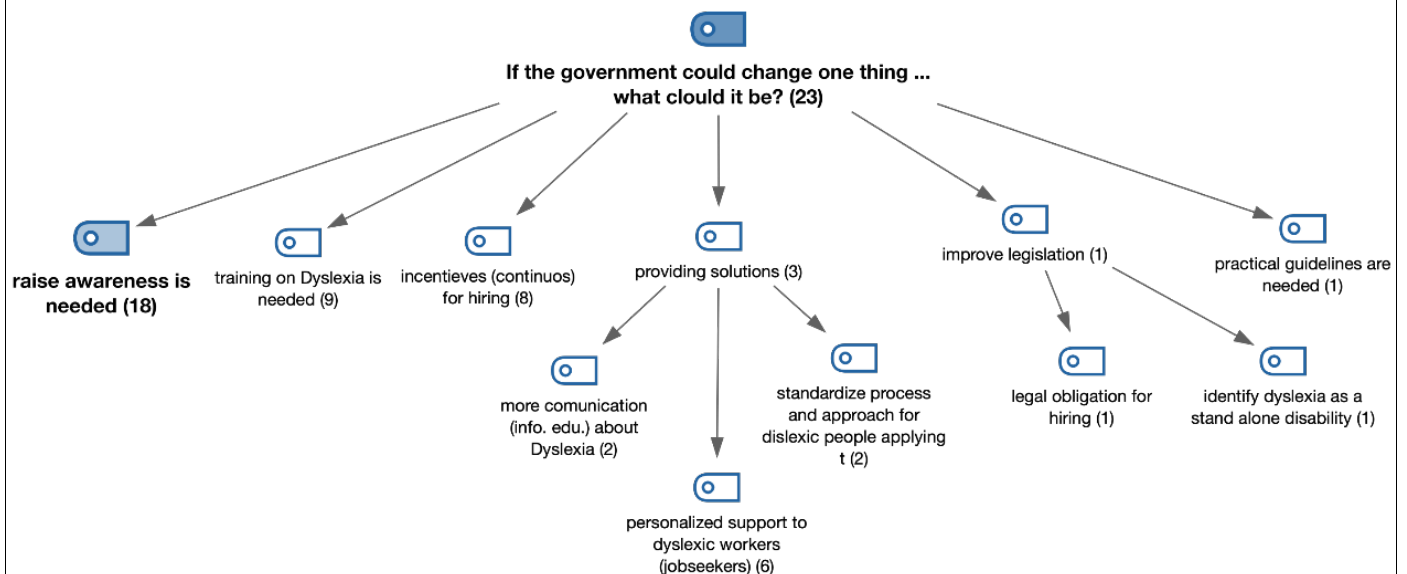 If the government could change one thing ...
what clould it be? (23)
raise awareness is
needed (18)
training on Dyslexia is
needed (9)
incentieves (continuos)
for hiring (8)
providing solutions (3)
improve legislation (1)
practical guidelines are
needed (1)
more comunication
(info. edu.) about
Dyslexia (2)
standardize process
and approach for
dislexic people applying
t (2)
legal obligation for
hiring (1)
identify dyslexia as a
stand alone disability (1)
personalized support to
dyslexic workers
(jobseekers) (6)